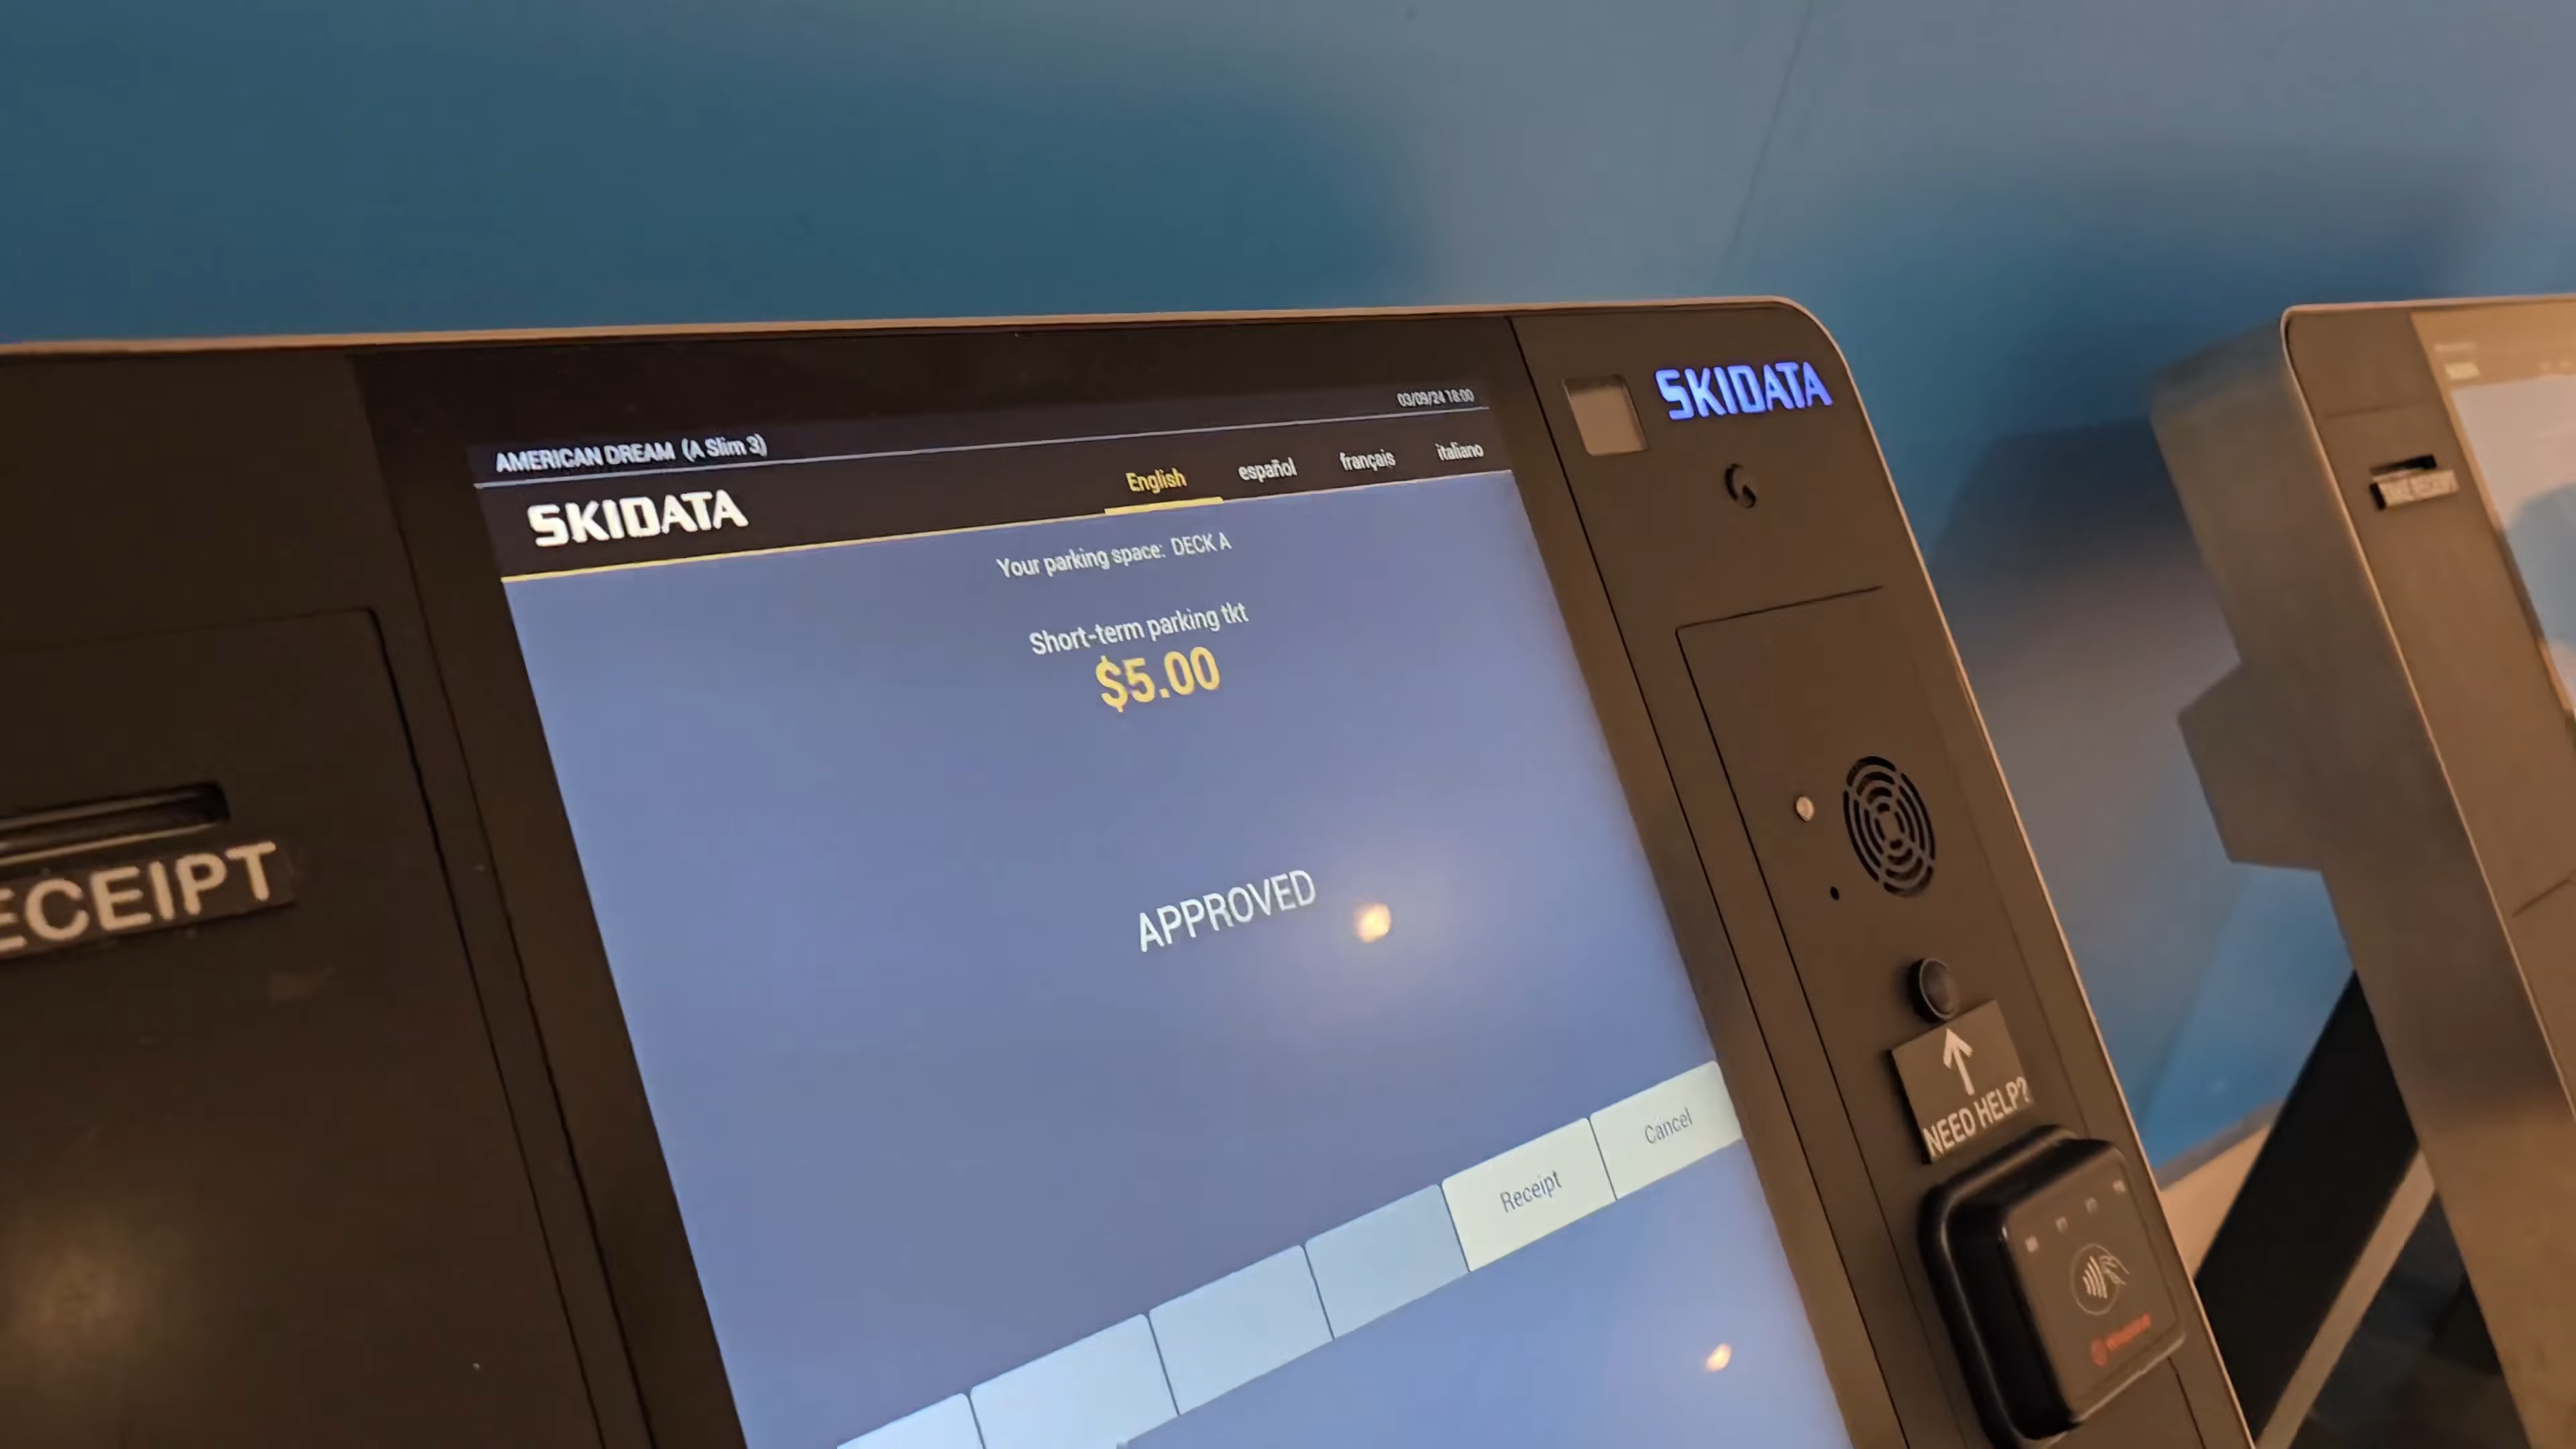 AMERICAN DREAM (A Slim 3)
03/09/24 18:00
SKIDATA
English español français italiano
Your parking space: DECK A
Short-term parking tkt
$5.00
APPROVED
Receipt
Cancel
ECEIPT
SKIDATA
NEED HELP?